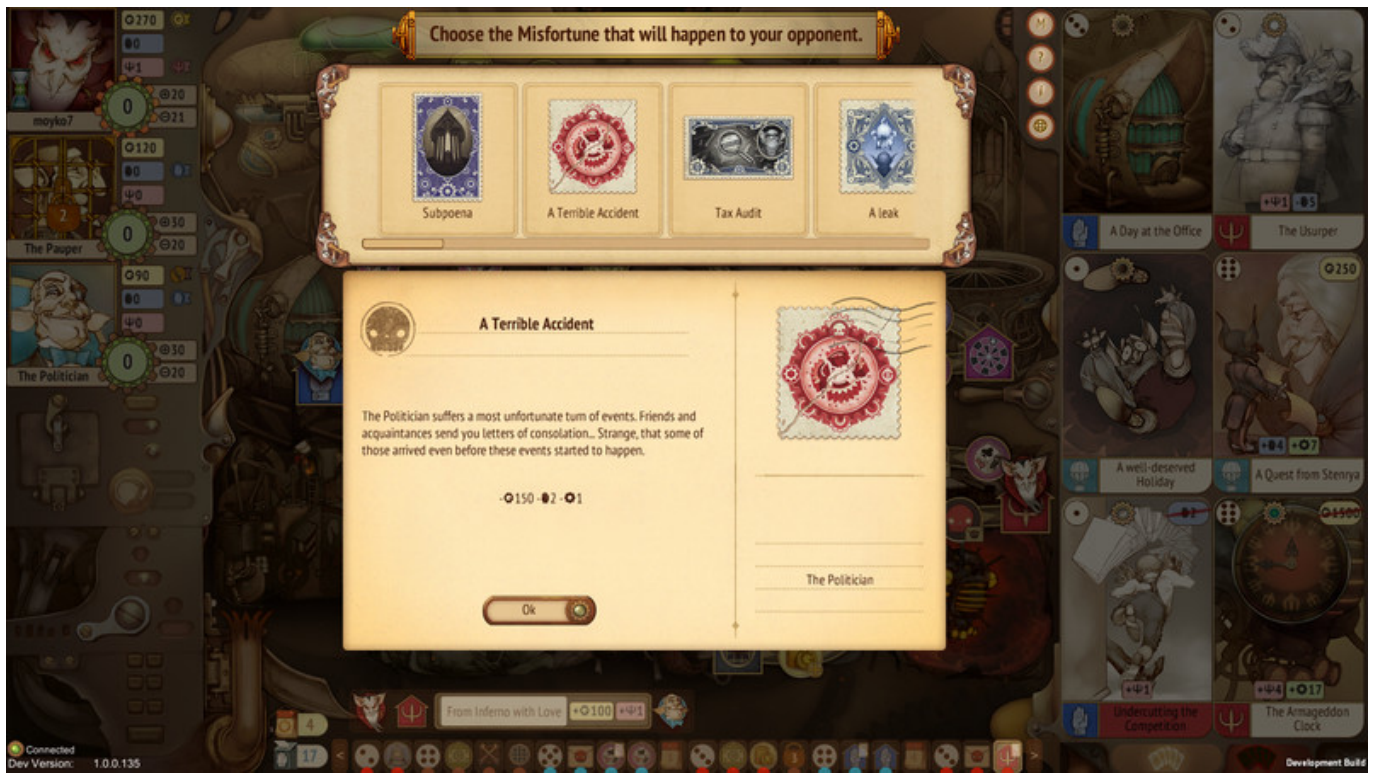 Choose the Misfortune that will happen to your opponent.
270
0
1
0
20
21
moyko7
120
0
0
2
0
30
20
The Pauper
90
0
0
0
30
20
The Politician
Subpoena
A Terrible Accident
Tax Audit
A leak
A Terrible Accident
The Politician suffers a most unfortunate turn of events. Friends and
acquaintances send you letters of consolation... Strange, that some of
those arrived even before these events started to happen.
-150 -2 -1
Ok
The Politician
M
?
A Day at the Office
+1 -5
The Usurper
A well-deserved
Holiday
250
+4 +7
A Quest from Stenrya
-2
+1
Undercutting the
Competition
1500
+4 +17
The Armageddon
Clock
From Inferno with Love +100 +1
4
17
< >
Connected
Dev Version: 1.0.0.135
Development Build